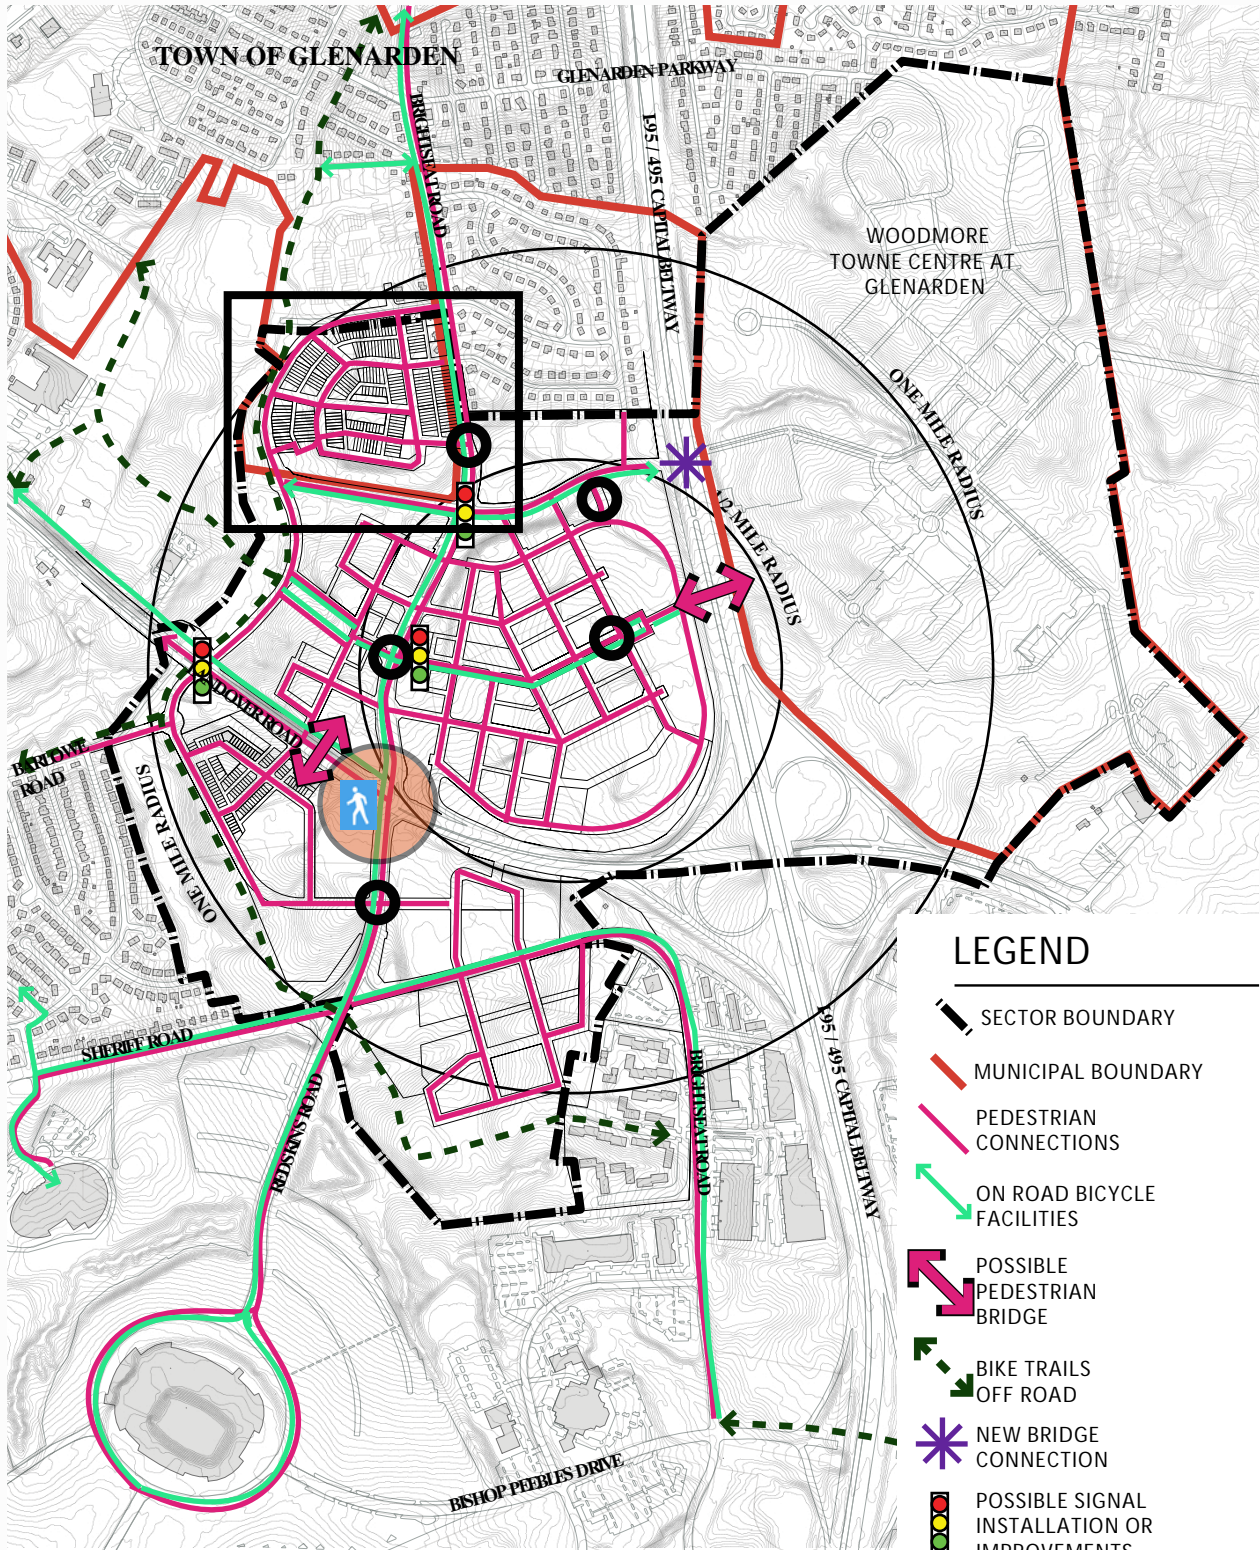 TOWN OF GLENARDEN
GLENARDEN PARKWAY
BRIGHTSEAT ROAD
I-95 / 495 CAPITAL BELTWAY
WOODMORE
TOWNE CENTRE AT
GLENARDEN
ONE MILE RADIUS
1/2 MILE RADIUS
LANDOVER ROAD
BARLOWE
ROAD
ONE MILE RADIUS
SHERIFF ROAD
REDSKINS ROAD
BRIGHTSEAT ROAD
I-95 / 495 CAPITAL BELTWAY
BISHOP PEEBLES DRIVE
LEGEND
SECTOR BOUNDARY
MUNICIPAL BOUNDARY
PEDESTRIAN
CONNECTIONS
ON ROAD BICYCLE
FACILITIES
POSSIBLE
PEDESTRIAN
BRIDGE
BIKE TRAILS
OFF ROAD
NEW BRIDGE
CONNECTION
POSSIBLE SIGNAL
INSTALLATION OR
IMPROVEMENTS